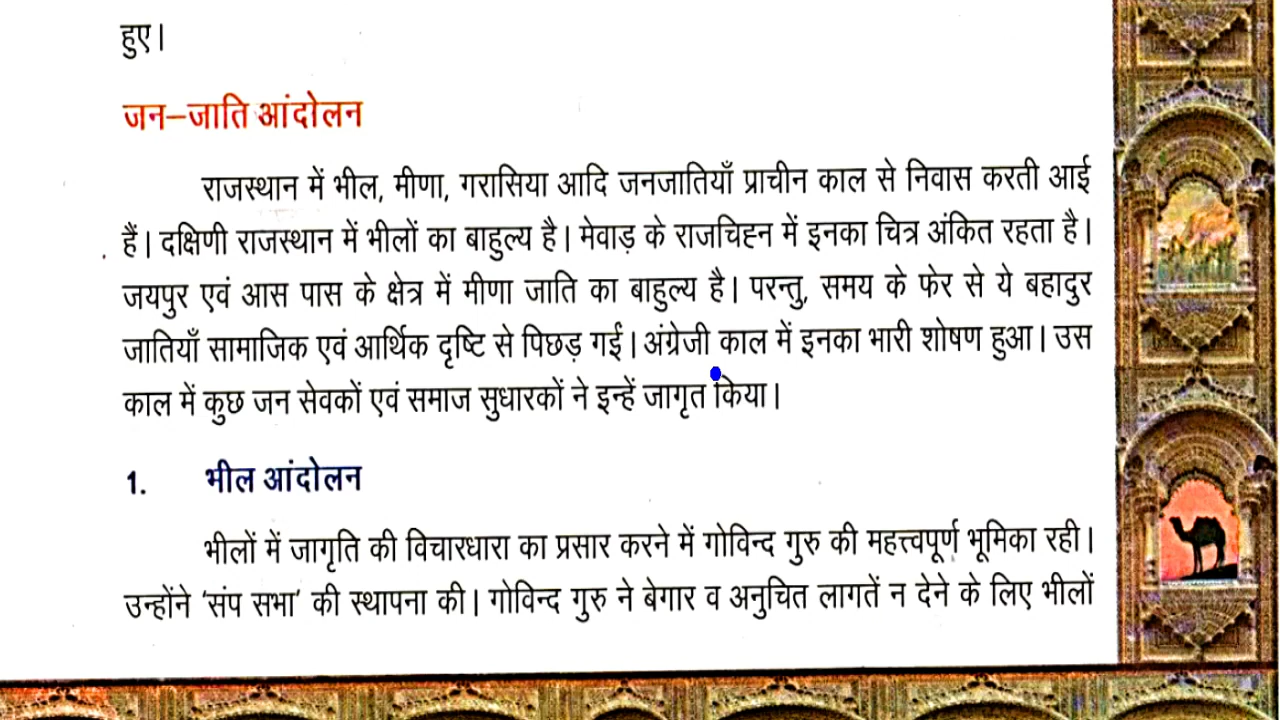 हुए।
जन–जाति आंदोलन
राजस्थान में भील, मीणा, गरासिया आदि जनजातियाँ प्राचीन काल से निवास करती आई
हैं। दक्षिणी राजस्थान में भीलों का बाहुल्य है। मेवाड़ के राजचिह्न में इनका चित्र अंकित रहता है।
जयपुर एवं आस पास के क्षेत्र में मीणा जाति का बाहुल्य है। परन्तु, समय के फेर से ये बहादुर
जातियाँ सामाजिक एवं आर्थिक दृष्टि से पिछड़ गई। अंग्रेजी काल में इनका भारी शोषण हुआ। उस
काल में कुछ जन सेवकों एवं समाज सुधारकों ने इन्हें जागृत किया।
1. भील आंदोलन
भीलों में जागृति की विचारधारा का प्रसार करने में गोविन्द गुरु की महत्त्वपूर्ण भूमिका रही।
उन्होंने ‘संप सभा’ की स्थापना की। गोविन्द गुरु ने बेगार व अनुचित लागतें न देने के लिए भीलों